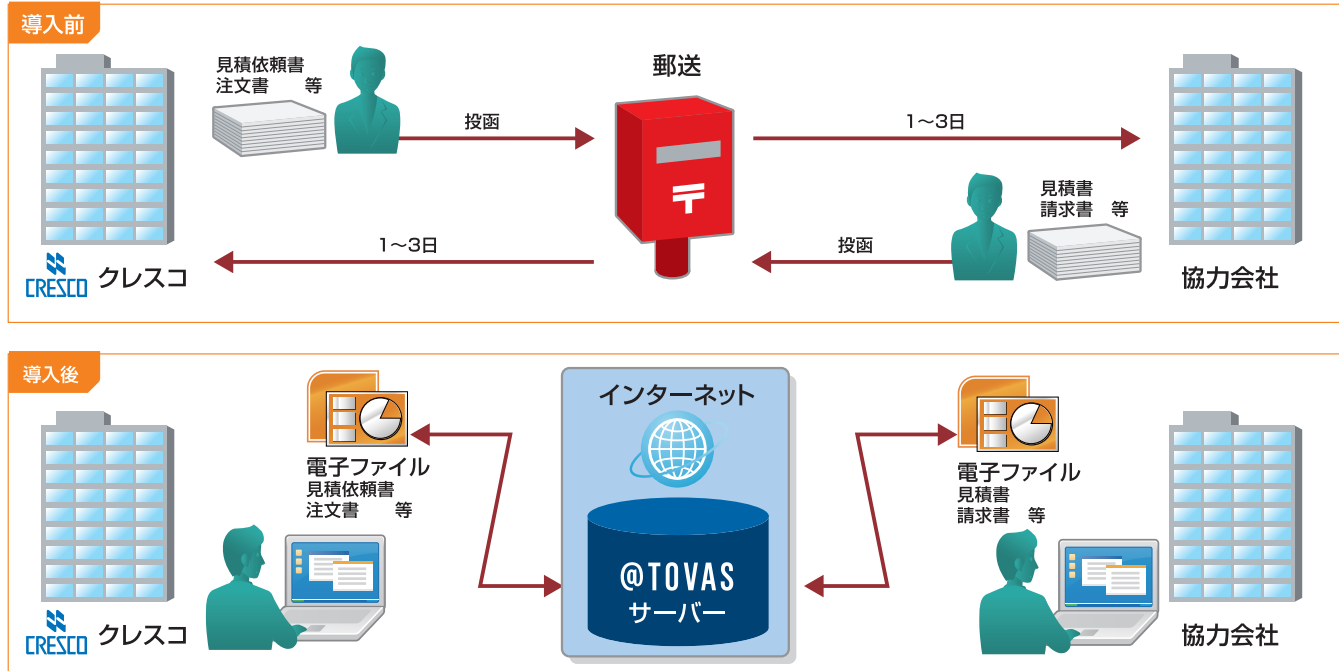 導入前
見積依頼書
注文書 等
郵送
投函
1～3日
見積書
請求書 等
1～3日
投函
CRESCO クレスコ
協力会社
導入後
インターネット
電子ファイル
見積依頼書
注文書 等
電子ファイル
見積書
請求書 等
@TOVAS
サーバー
CRESCO クレスコ
協力会社